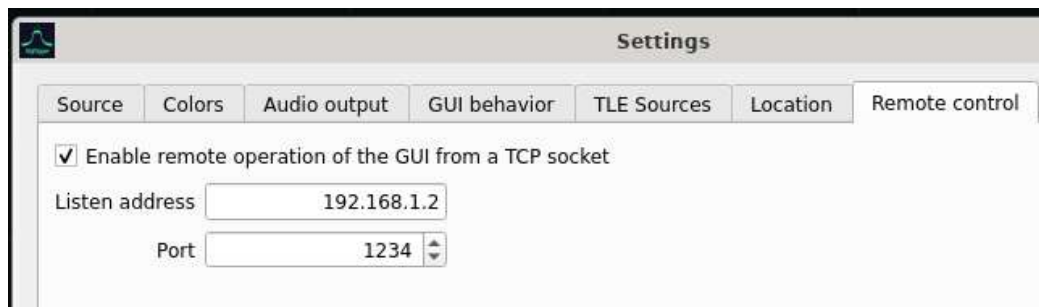 Settings
Source Colors Audio output GUI behavior TLE Sources Location Remote control
Enable remote operation of the GUI from a TCP socket
Listen address 192.168.1.2
Port 1234